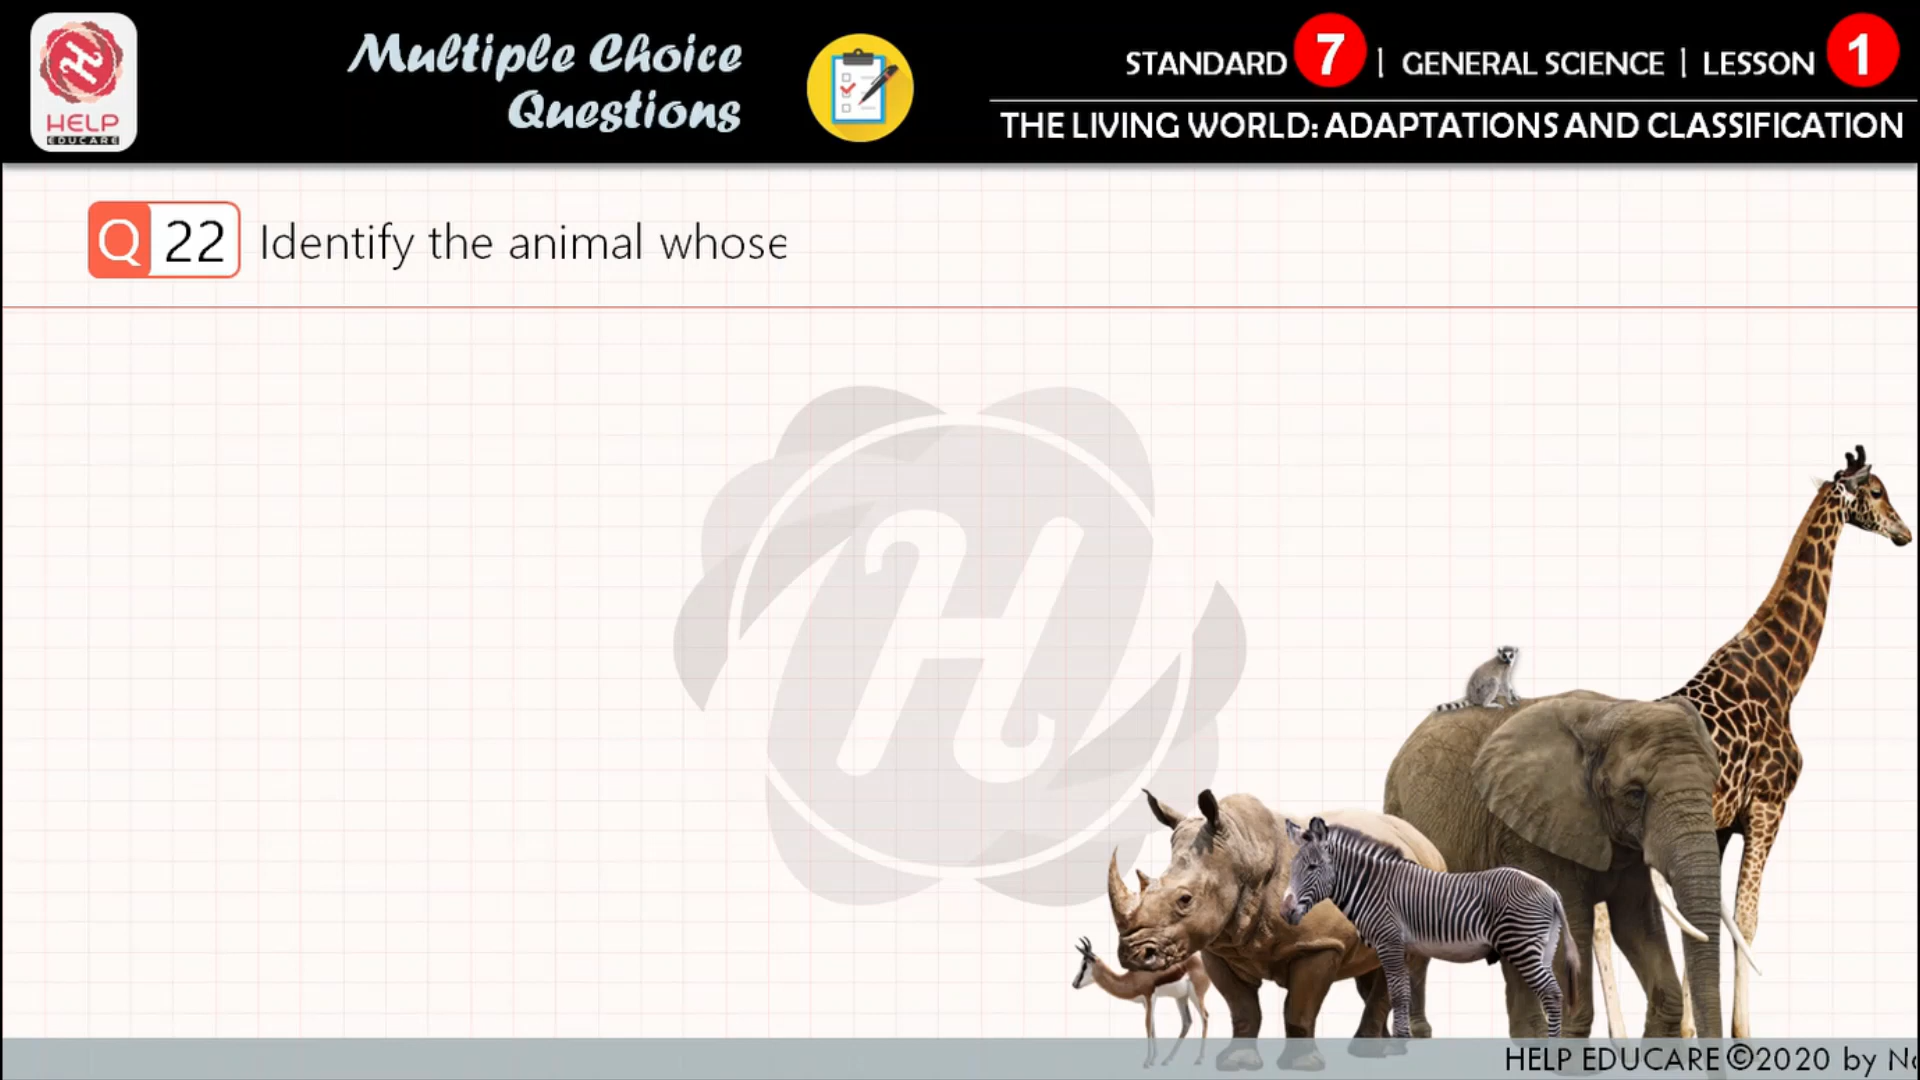 HELP
EDUCARE
Multiple Choice
Questions
STANDARD 7 | GENERAL SCIENCE | LESSON 1
THE LIVING WORLD: ADAPTATIONS AND CLASSIFICATION
Q 22 Identify the animal whose
HELP EDUCARE ©2020 by